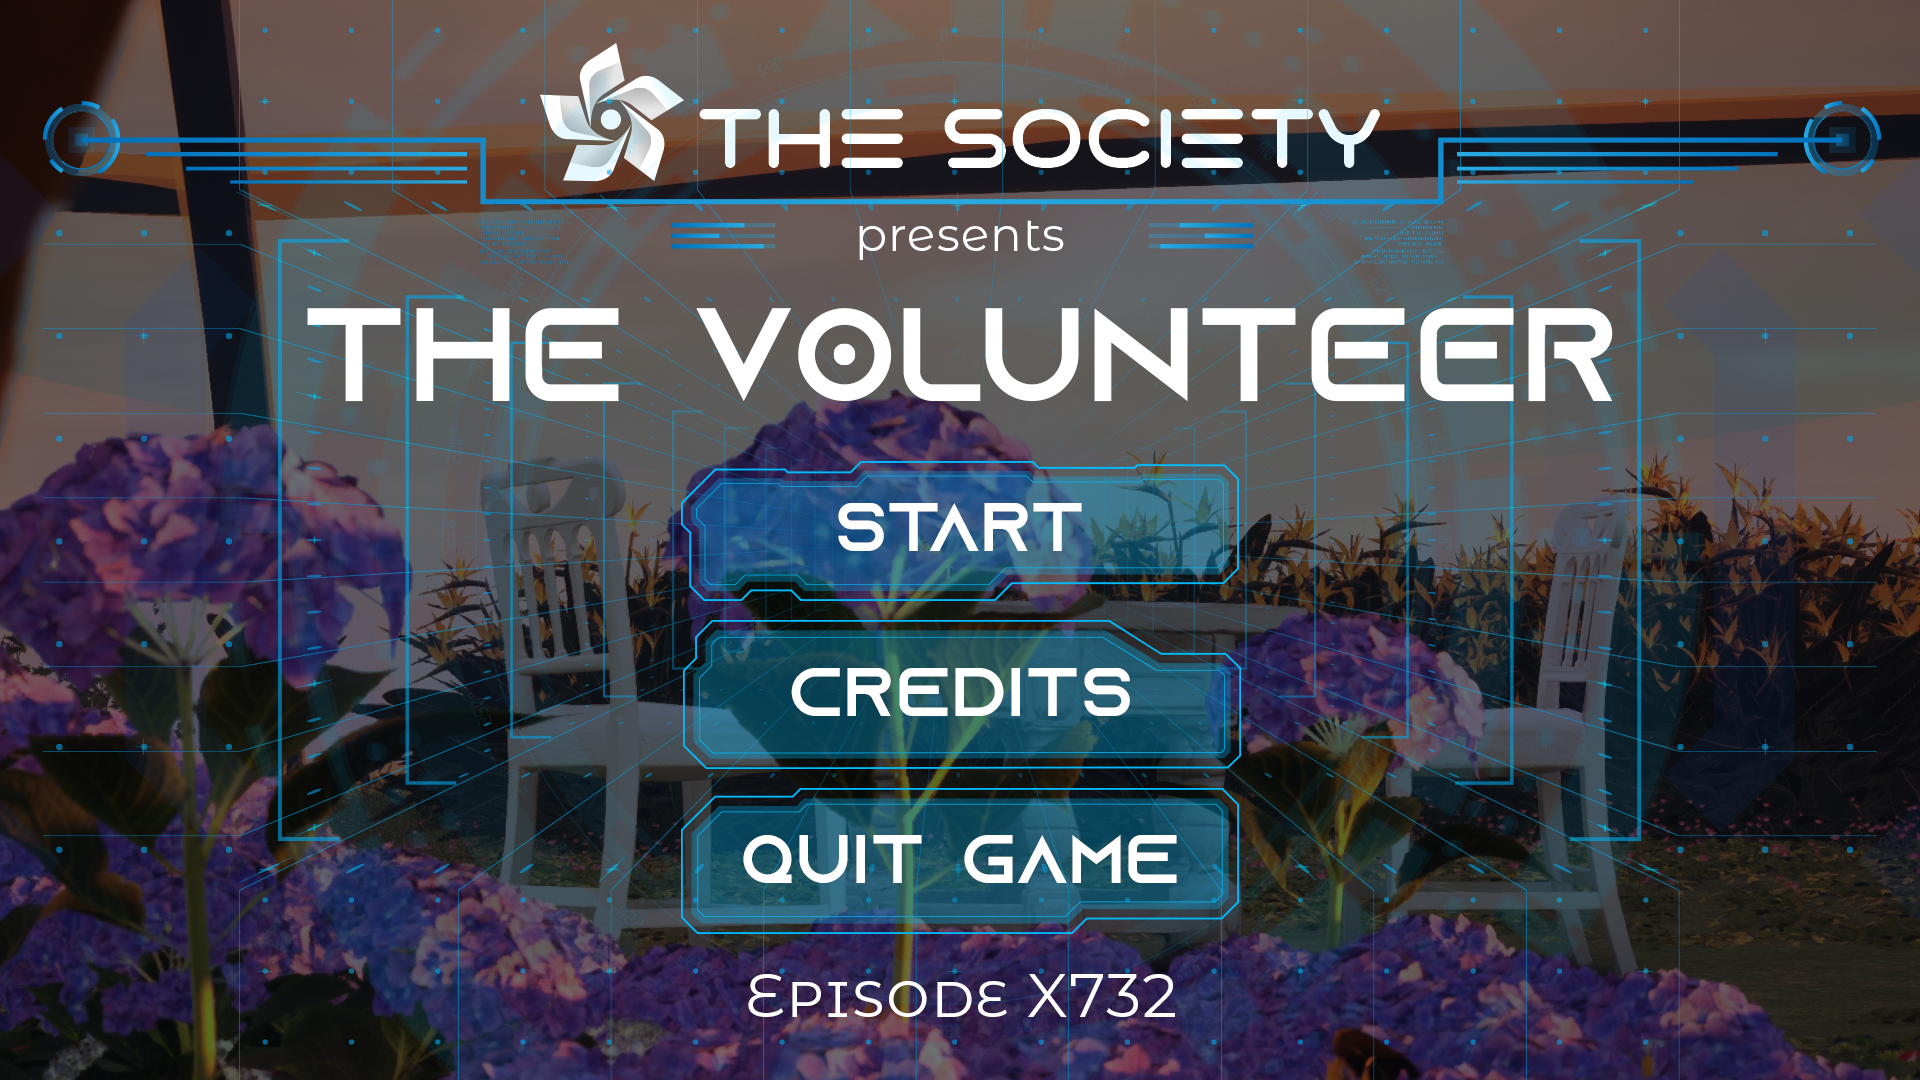 THE SOCIETY
presents
THE VOLUNTEER
START
CREDITS
QUIT GAME
Episode X732